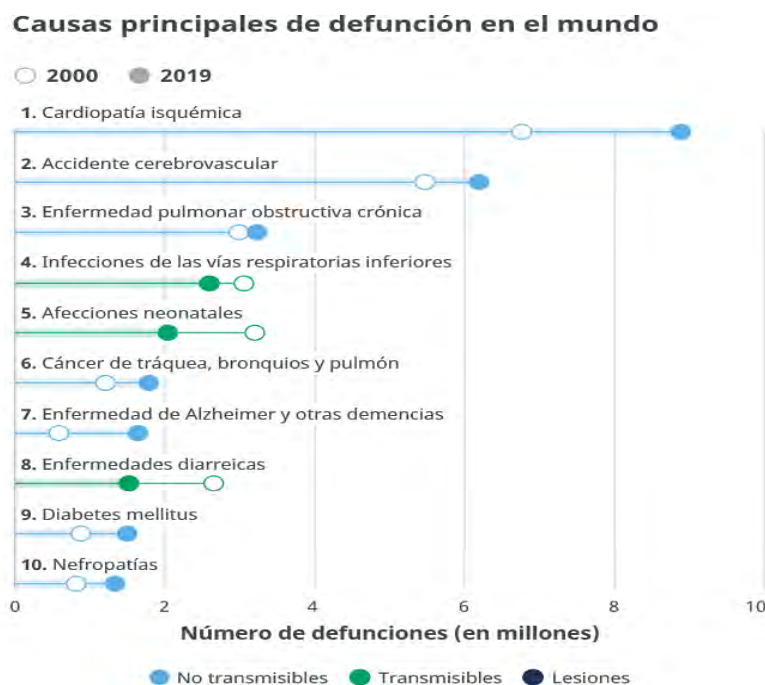 Causas principales de defunción en el mundo
2000 2019
1. Cardiopatía isquémica
2. Accidente cerebrovascular
3. Enfermedad pulmonar obstructiva crónica
4. Infecciones de las vías respiratorias inferiores
5. Afecciones neonatales
6. Cáncer de tráquea, bronquios y pulmón
7. Enfermedad de Alzheimer y otras demencias
8. Enfermedades diarreicas
9. Diabetes mellitus
10. Nefropatías
0 2 4 6 8 10
Número de defunciones (en millones)
No transmisibles Transmisibles Lesiones